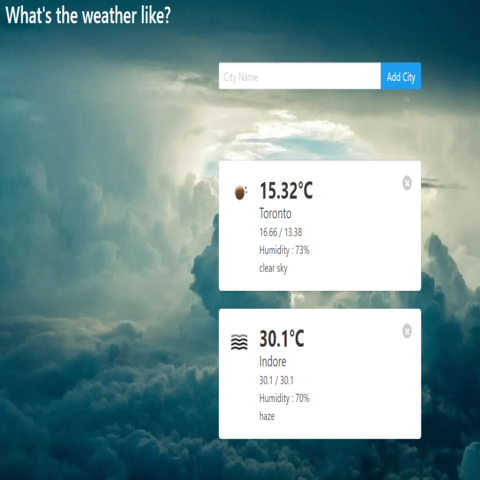 What's the weather like?
City Name
Add City
15.32°C
Toronto
16.66 / 13.38
Humidity : 73%
clear sky
30.1°C
Indore
30.1 / 30.1
Humidity : 70%
haze